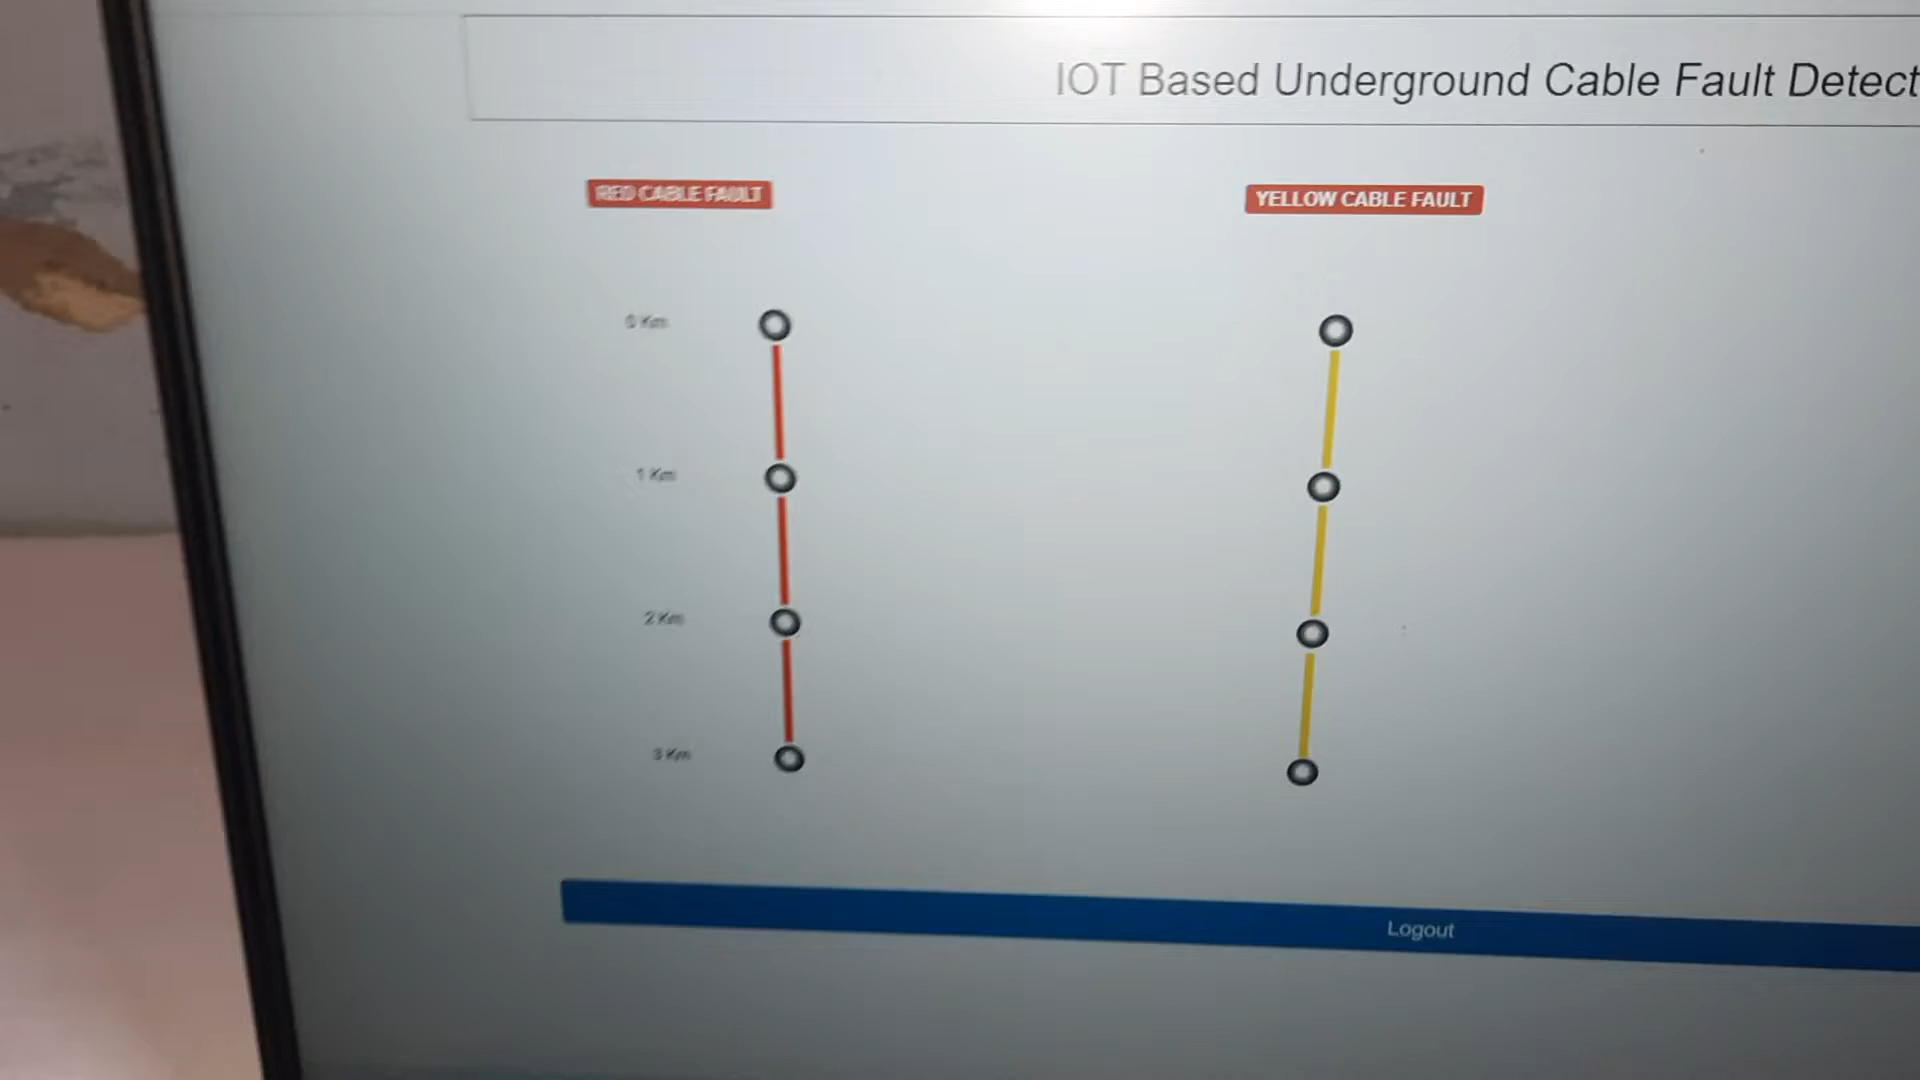 IOT Based Underground Cable Fault Detect
RED CABLE FAULT
YELLOW CABLE FAULT
0 Km
1 Km
2 Km
3 Km
Logout